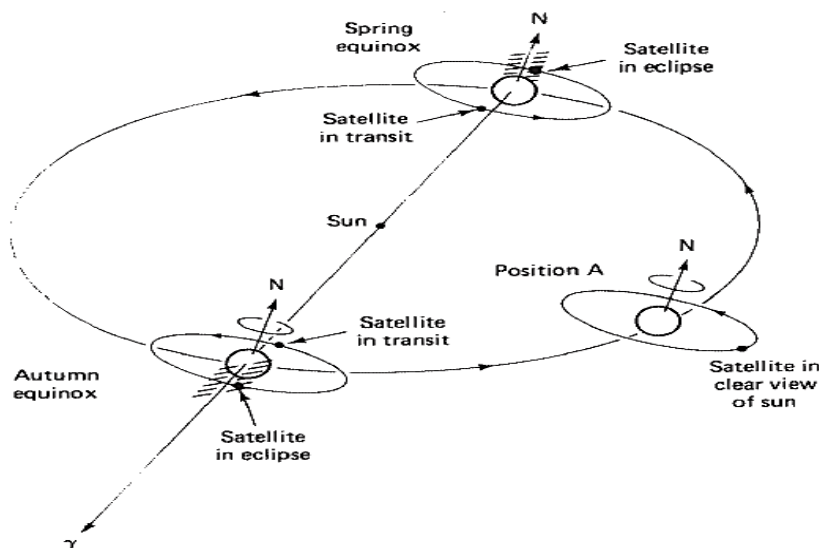 N
Spring
equinox
Satellite
in eclipse
Satellite
in transit
Sun
N
Position A
N
Satellite
in transit
Autumn
equinox
Satellite in
clear view
of sun
Satellite
in eclipse
γ